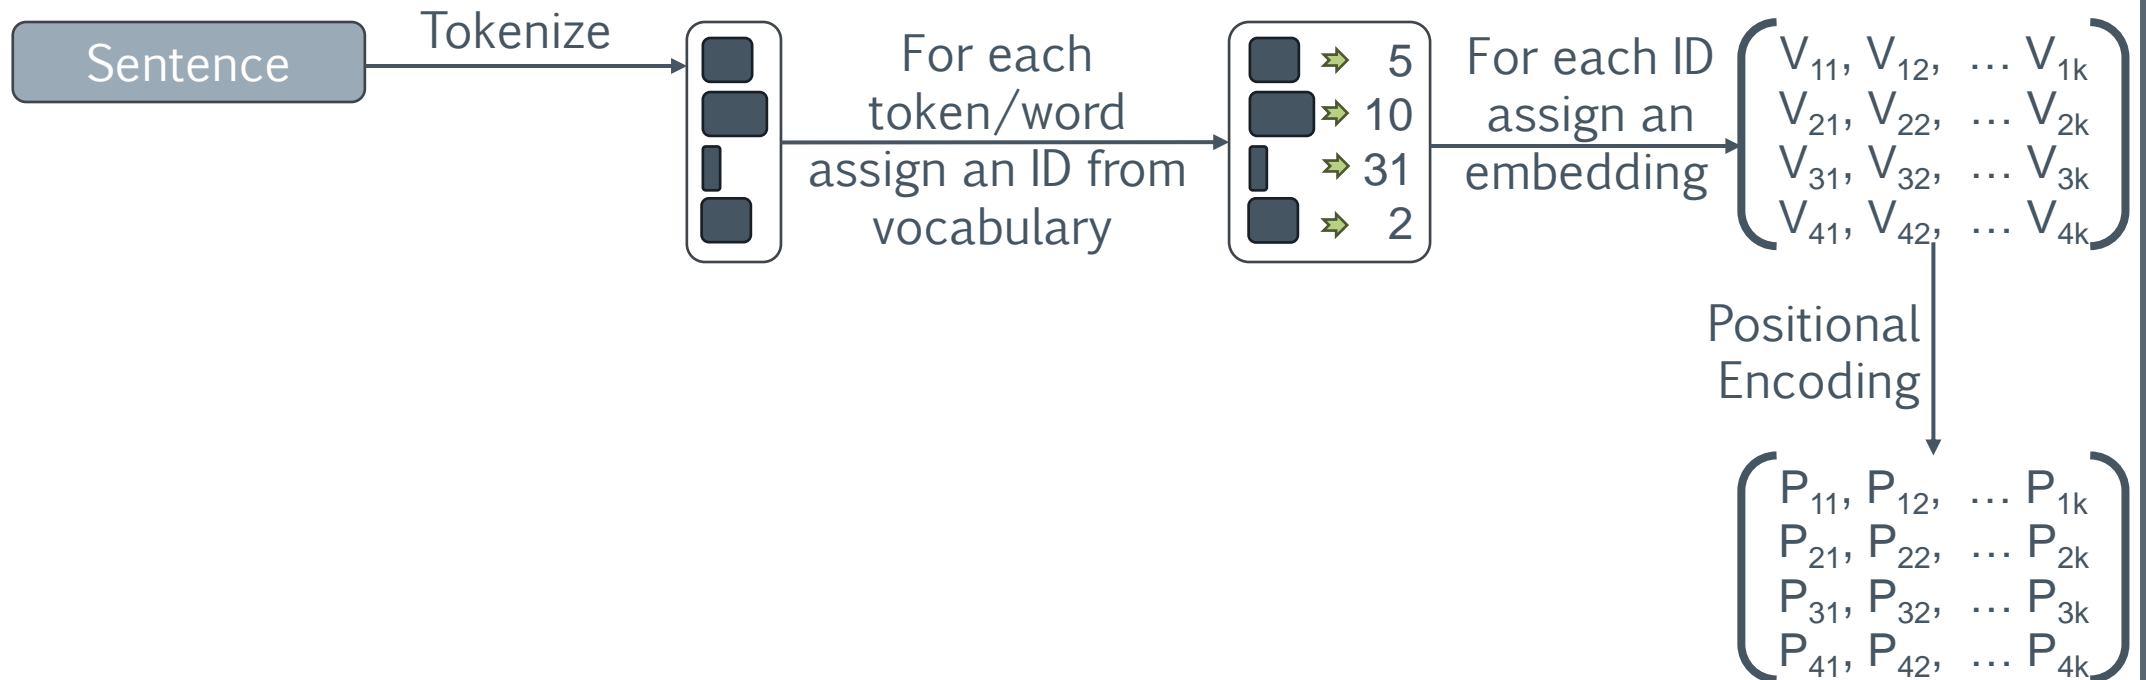 Sentence
Tokenize
For each
token/word
assign an ID from
vocabulary
5
10
31
2
For each ID
assign an
embedding
V11, V12, … V1k
V21, V22, … V2k
V31, V32, … V3k
V41, V42, … V4k
Positional
Encoding
P11, P12, … P1k
P21, P22, … P2k
P31, P32, … P3k
P41, P42, … P4k